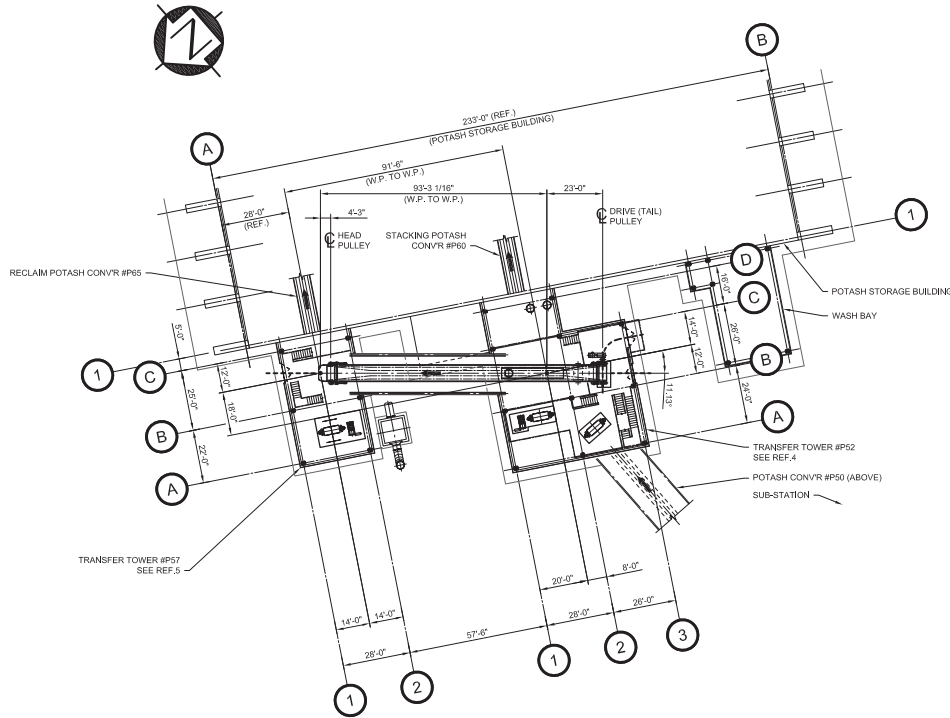 N
B
233'-0" (REF.)
(POTASH STORAGE BUILDING)
A
91'-6"
(W.P. TO W.P.)
93'-3 1/16"
(W.P. TO W.P.)
23'-0"
28'-0"
(REF.)
4'-3"
℄ HEAD
PULLEY
STACKING POTASH
CONV'R #P60
℄ DRIVE (TAIL)
PULLEY
1
RECLAIM POTASH CONV'R #P65
D
16'-0"
C
POTASH STORAGE BUILDING
WASH BAY
5'-0"
14'-0"
26'-0"
1
C
12'-0"
12'-0"
B
11.13°
25'-0"
18'-0"
24'-0"
B
A
22'-0"
A
TRANSFER TOWER #P52
SEE REF.4
POTASH CONV'R #P50 (ABOVE)
SUB-STATION
TRANSFER TOWER #P57
SEE REF.5
20'-0"
8'-0"
14'-0"
14'-0"
28'-0"
26'-0"
57'-6"
28'-0"
3
2
1
2
1